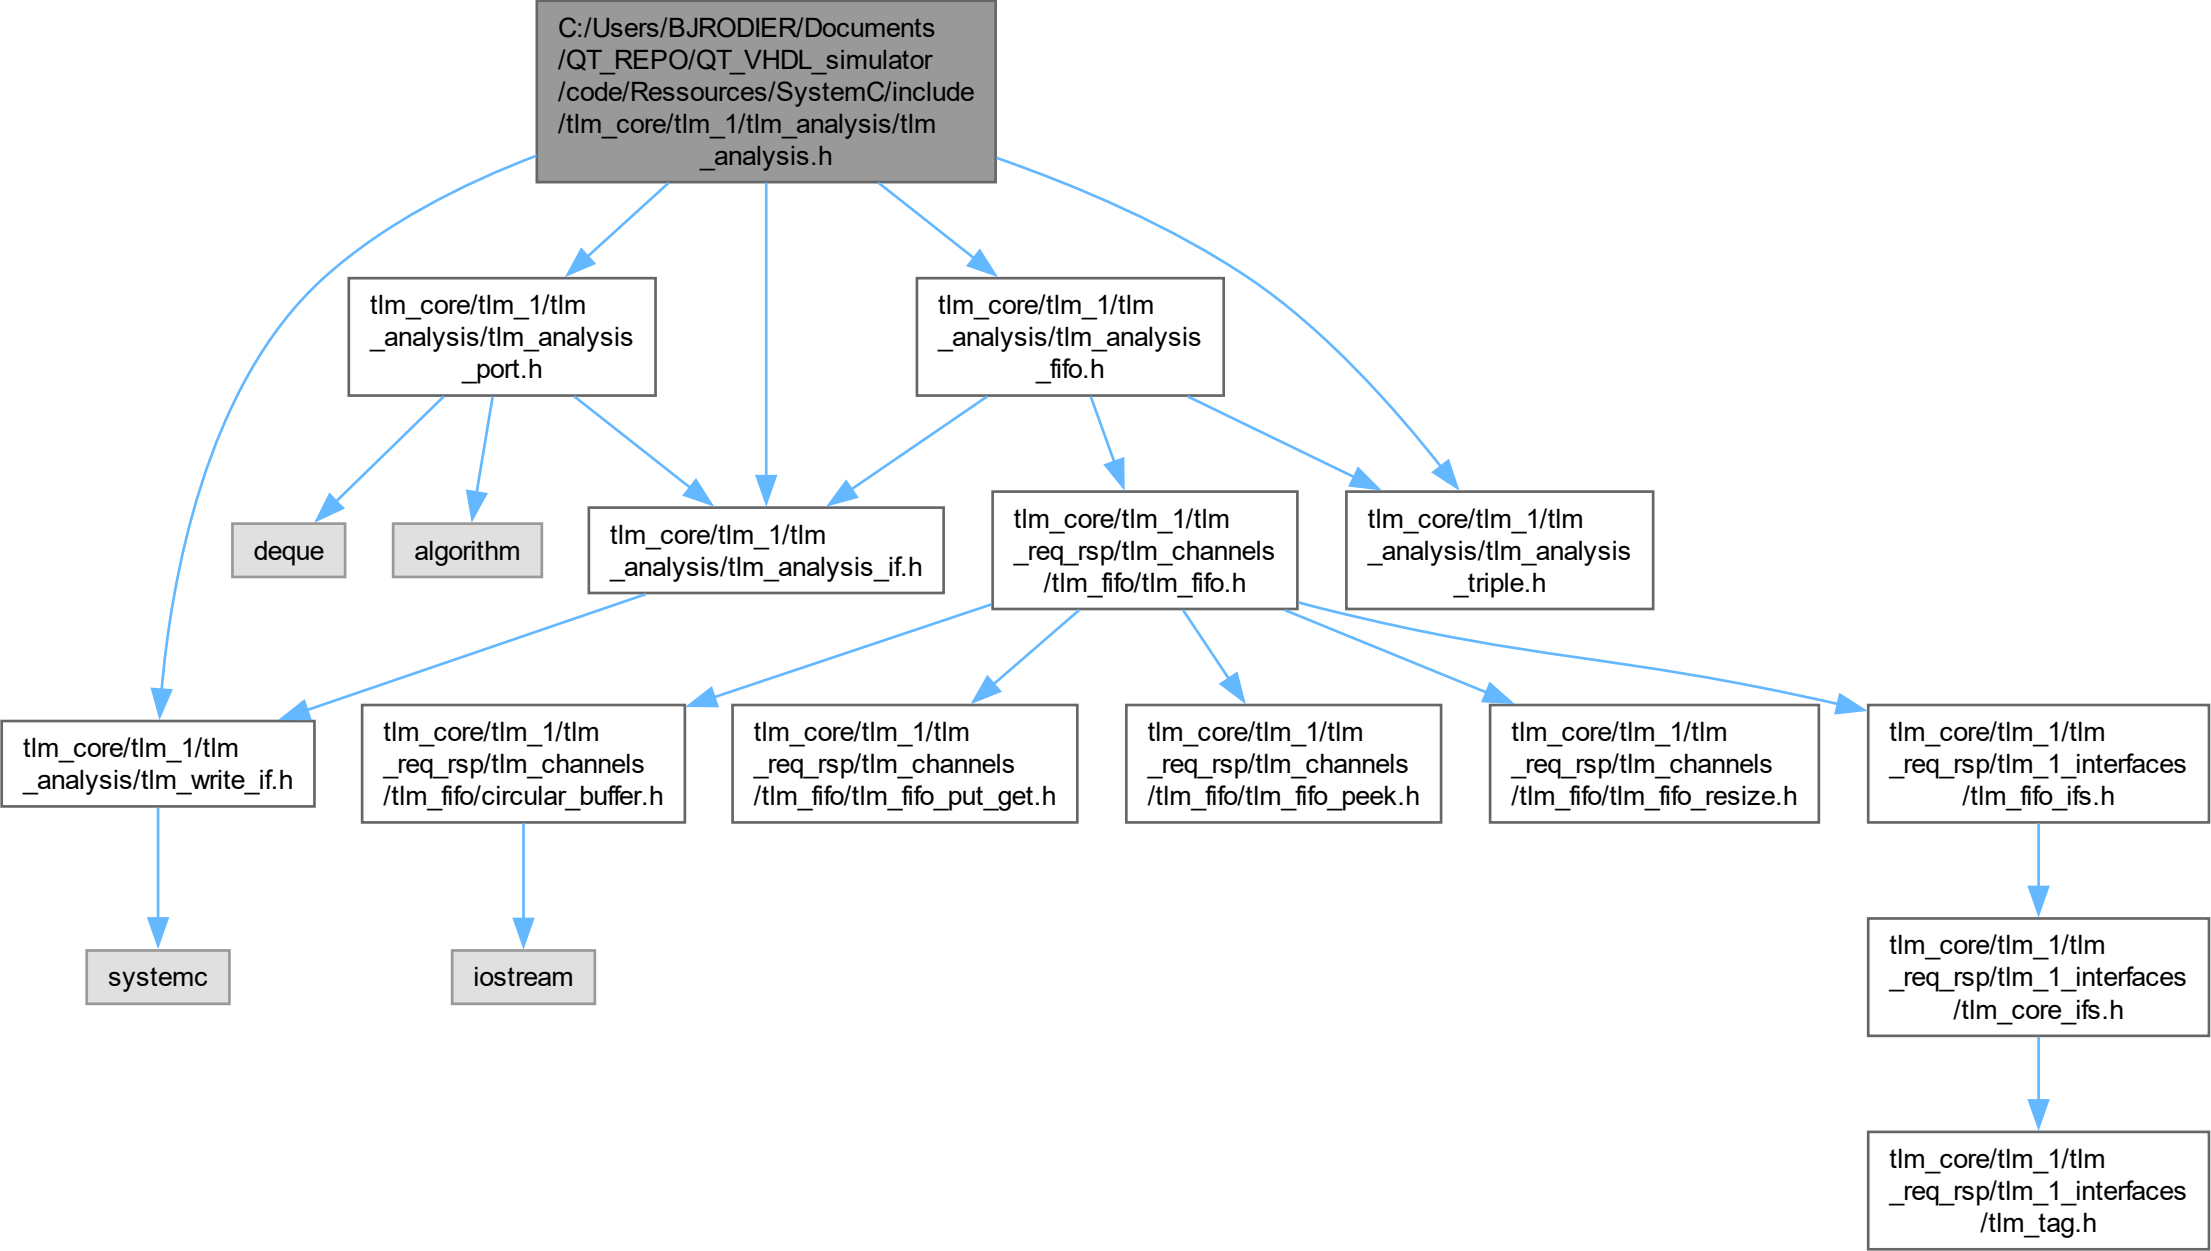 C:/Users/BJRODIER/Documents
/QT_REPO/QT_VHDL_simulator
/code/Ressources/SystemC/include
/tlm_core/tlm_1/tlm_analysis/tlm
_analysis.h
tlm_core/tlm_1/tlm
_analysis/tlm_analysis
_port.h
tlm_core/tlm_1/tlm
_analysis/tlm_analysis
_fifo.h
deque
algorithm
tlm_core/tlm_1/tlm
_analysis/tlm_analysis_if.h
tlm_core/tlm_1/tlm
_req_rsp/tlm_channels
/tlm_fifo/tlm_fifo.h
tlm_core/tlm_1/tlm
_analysis/tlm_analysis
_triple.h
tlm_core/tlm_1/tlm
_analysis/tlm_write_if.h
tlm_core/tlm_1/tlm
_req_rsp/tlm_channels
/tlm_fifo/circular_buffer.h
tlm_core/tlm_1/tlm
_req_rsp/tlm_channels
/tlm_fifo/tlm_fifo_put_get.h
tlm_core/tlm_1/tlm
_req_rsp/tlm_channels
/tlm_fifo/tlm_fifo_peek.h
tlm_core/tlm_1/tlm
_req_rsp/tlm_channels
/tlm_fifo/tlm_fifo_resize.h
tlm_core/tlm_1/tlm
_req_rsp/tlm_1_interfaces
/tlm_fifo_ifs.h
systemc
iostream
tlm_core/tlm_1/tlm
_req_rsp/tlm_1_interfaces
/tlm_core_ifs.h
tlm_core/tlm_1/tlm
_req_rsp/tlm_1_interfaces
/tlm_tag.h